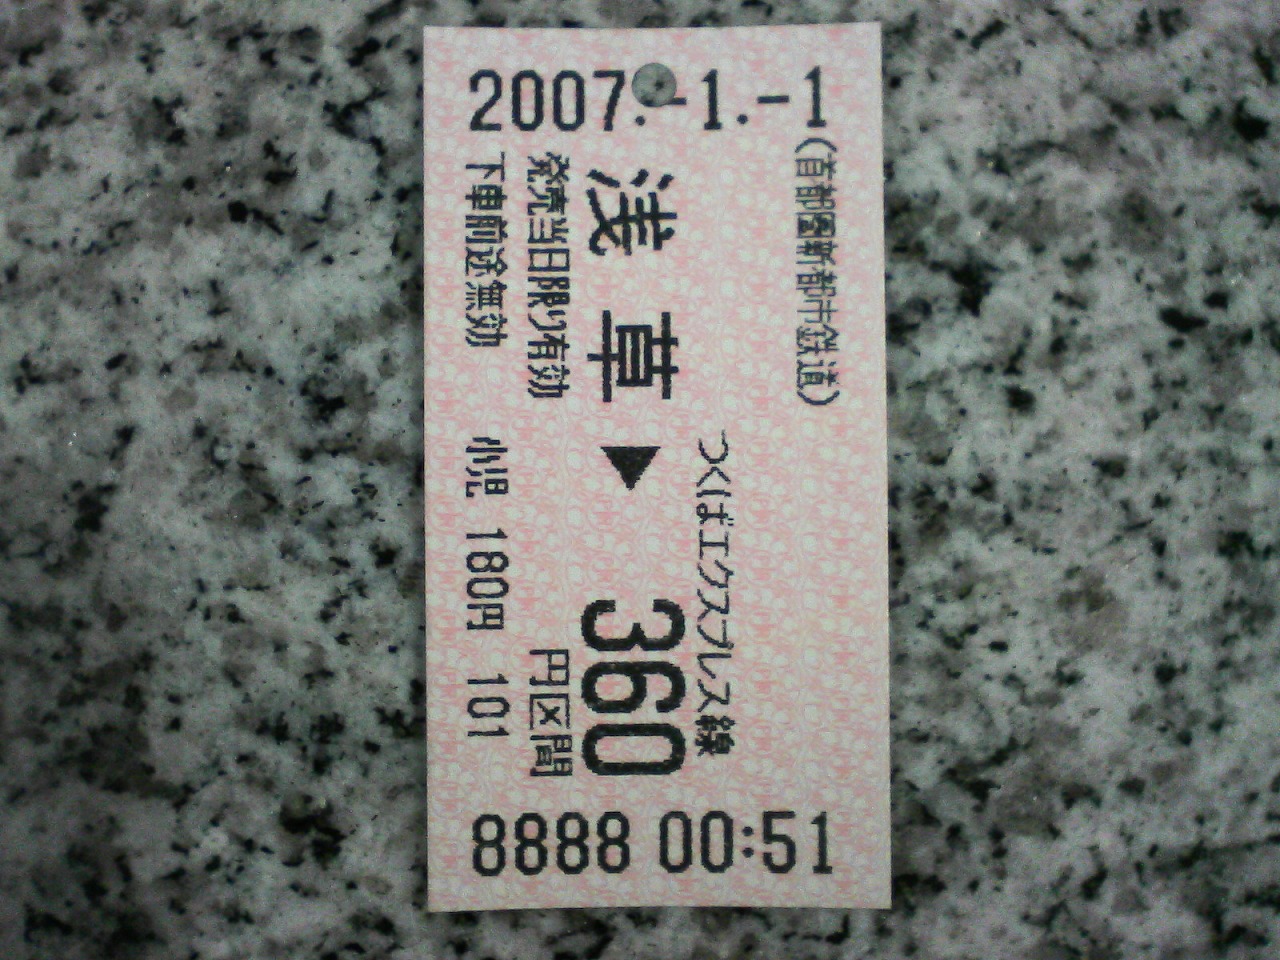 2007.-1.-1
(首都圏新都市鉄道)
つくばエクスプレス線
浅草▶360
円区間
発売当日限り有効
下車前途無効
小児 180円 101
8888 00:51